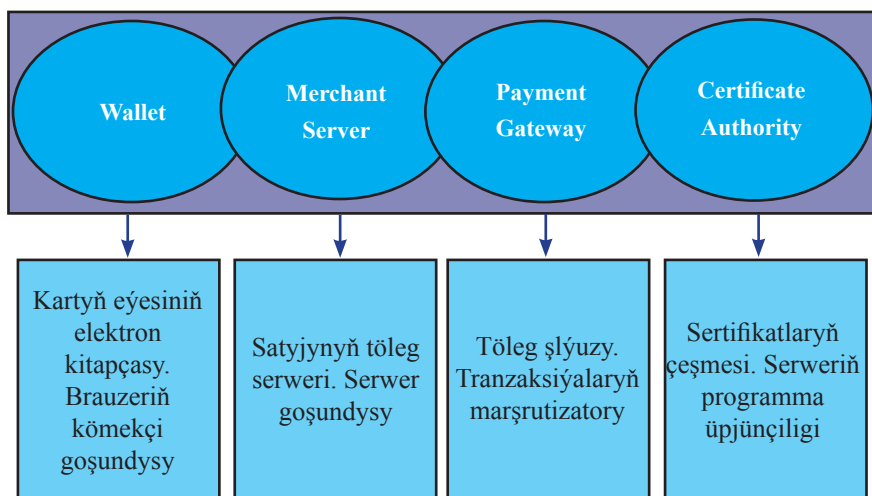 Wallet
Merchant
Server
Payment
Gateway
Certificate
Authority
Kartyň eýesiniň
elektron
kitapçasy.
Brauzeriň
kömekçi
goşundysy
Satyjynyň töleg
serweri. Serwer
goşundysy
Töleg şlýuzy.
Tranzaksiýalaryň
marşrutizatory
Sertifikatlaryň
çeşmesi. Serweriň
programma
üpjünçiligi